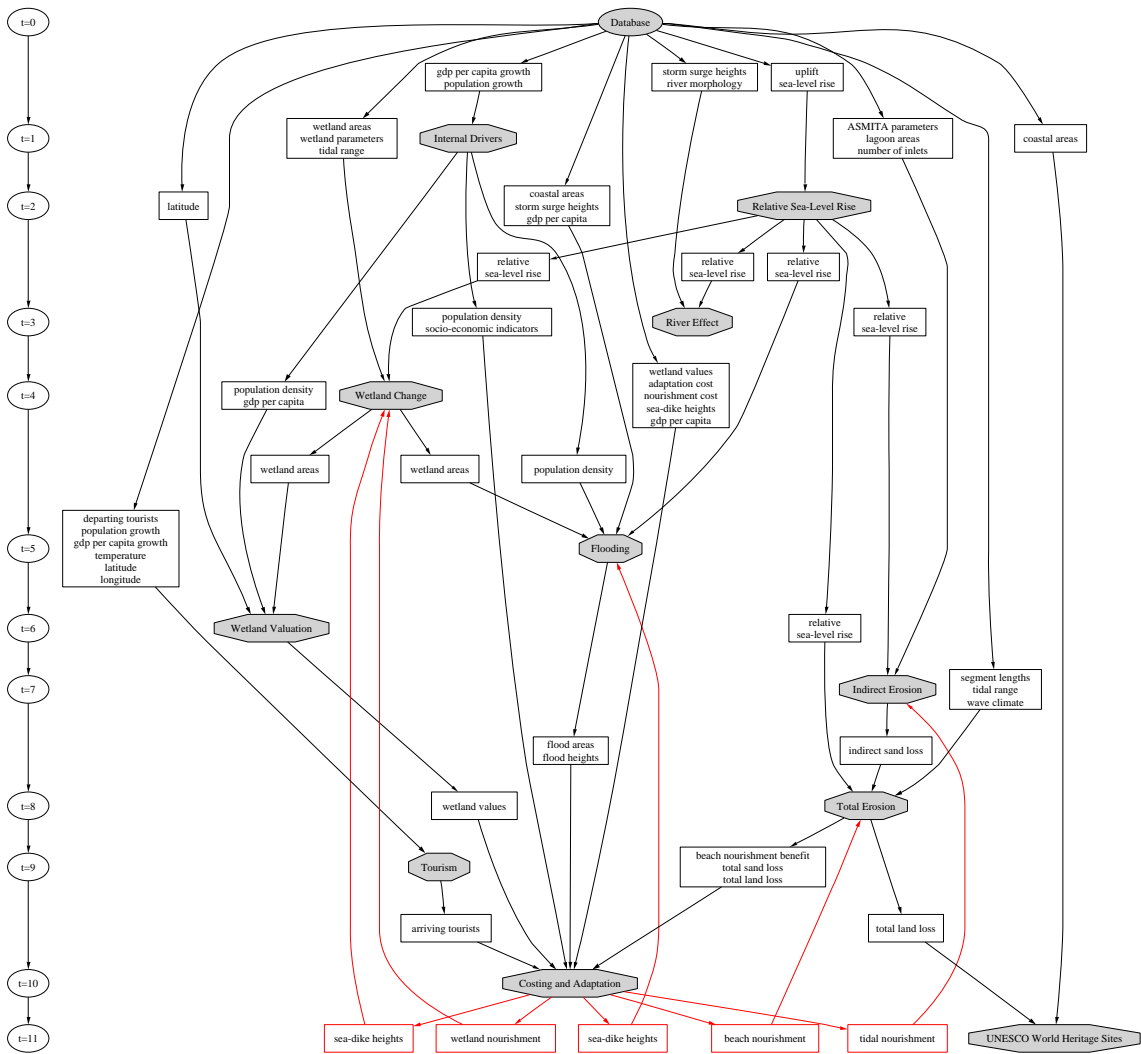 t=0
Database
gdp per capita growth
population growth
storm surge heights
river morphology
uplift
sea-level rise
t=1
wetland areas
wetland parameters
tidal range
Internal Drivers
ASMITA parameters
lagoon areas
number of inlets
coastal areas
t=2
latitude
coastal areas
storm surge heights
gdp per capita
Relative Sea-Level Rise
relative
sea-level rise
relative
sea-level rise
relative
sea-level rise
t=3
population density
socio-economic indicators
River Effect
relative
sea-level rise
t=4
population density
gdp per capita
Wetland Change
wetland values
adaptation cost
nourishment cost
sea-dike heights
gdp per capita
wetland areas
wetland areas
population density
t=5
departing tourists
population growth
gdp per capita growth
temperature
latitude
longitude
Flooding
t=6
Wetland Valuation
relative
sea-level rise
t=7
Indirect Erosion
segment lengths
tidal range
wave climate
flood areas
flood heights
indirect sand loss
t=8
wetland values
Total Erosion
t=9
Tourism
beach nourishment benefit
total sand loss
total land loss
arriving tourists
total land loss
t=10
Costing and Adaptation
t=11
sea-dike heights
wetland nourishment
sea-dike heights
beach nourishment
tidal nourishment
UNESCO World Heritage Sites